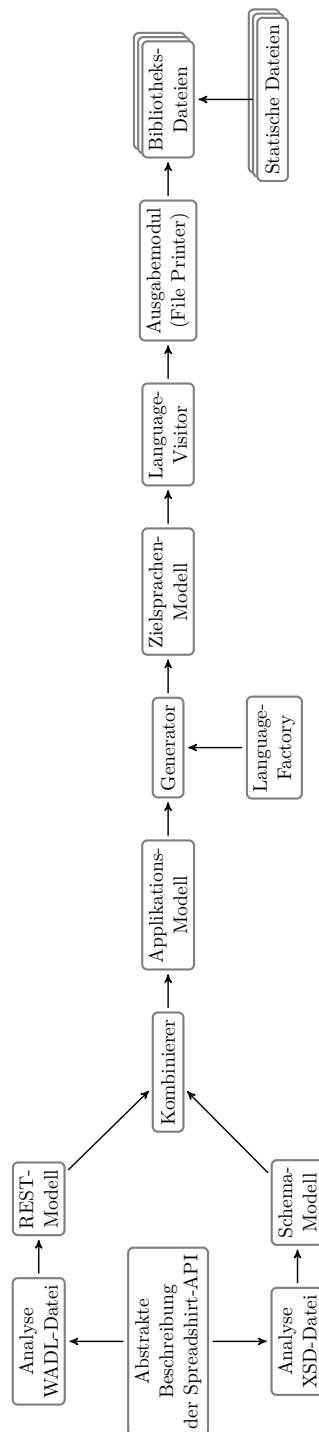 Abstrakte
Beschreibung
der Spreadshirt-API
Analyse
WADL-Datei
REST-
Modell
Analyse
XSD-Datei
Schema-
Modell
Kombinierer
Applikations-
Modell
Generator
Language-
Factory
Zielsprachen-
Modell
Language-
Visitor
Ausgabemodul
(File Printer)
Bibliotheks-
Dateien
Statische Dateien